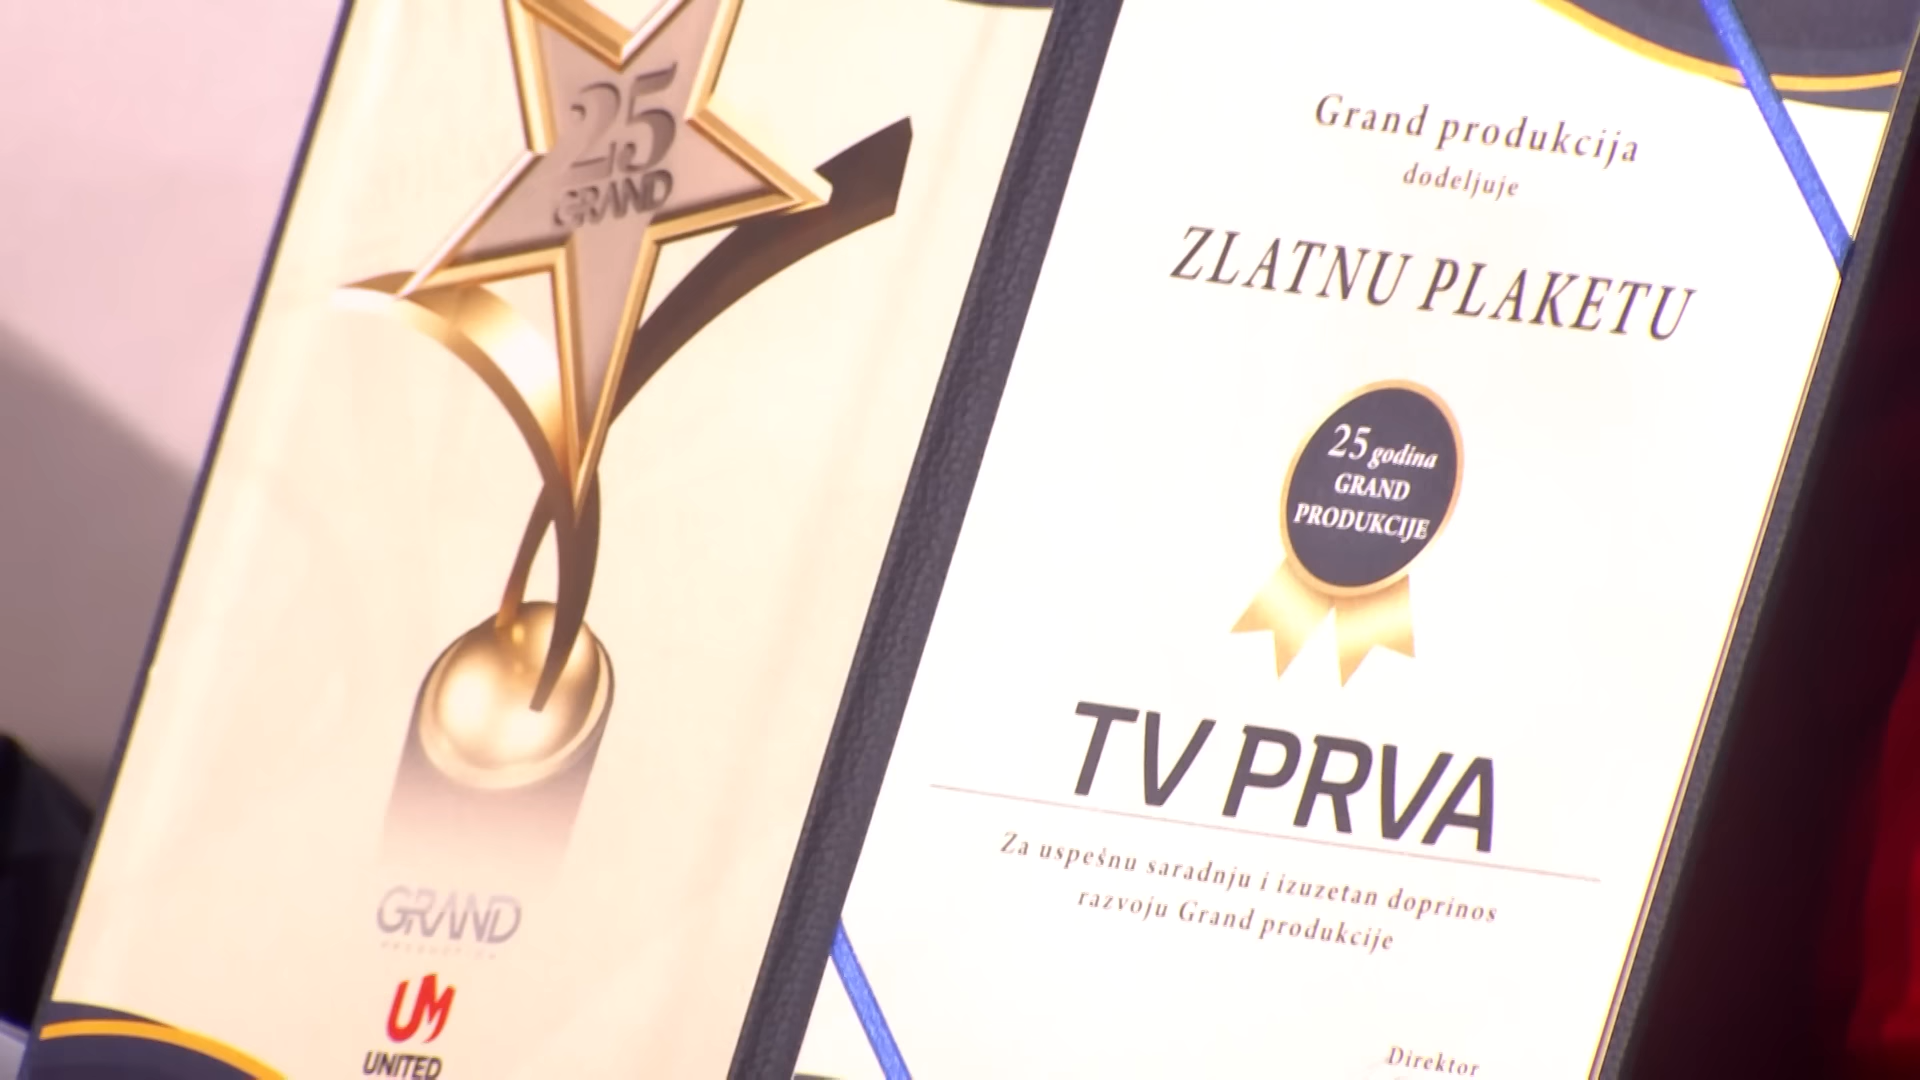 25
GRAND
GRAND
UM
UNITED
Grand produkcija
dodeljuje
ZLATNU PLAKETU
25 godina
GRAND
PRODUKCIJE
TV PRVA
Za uspešnu saradnju i izuzetan doprinos
razvoju Grand produkcije
Direktor